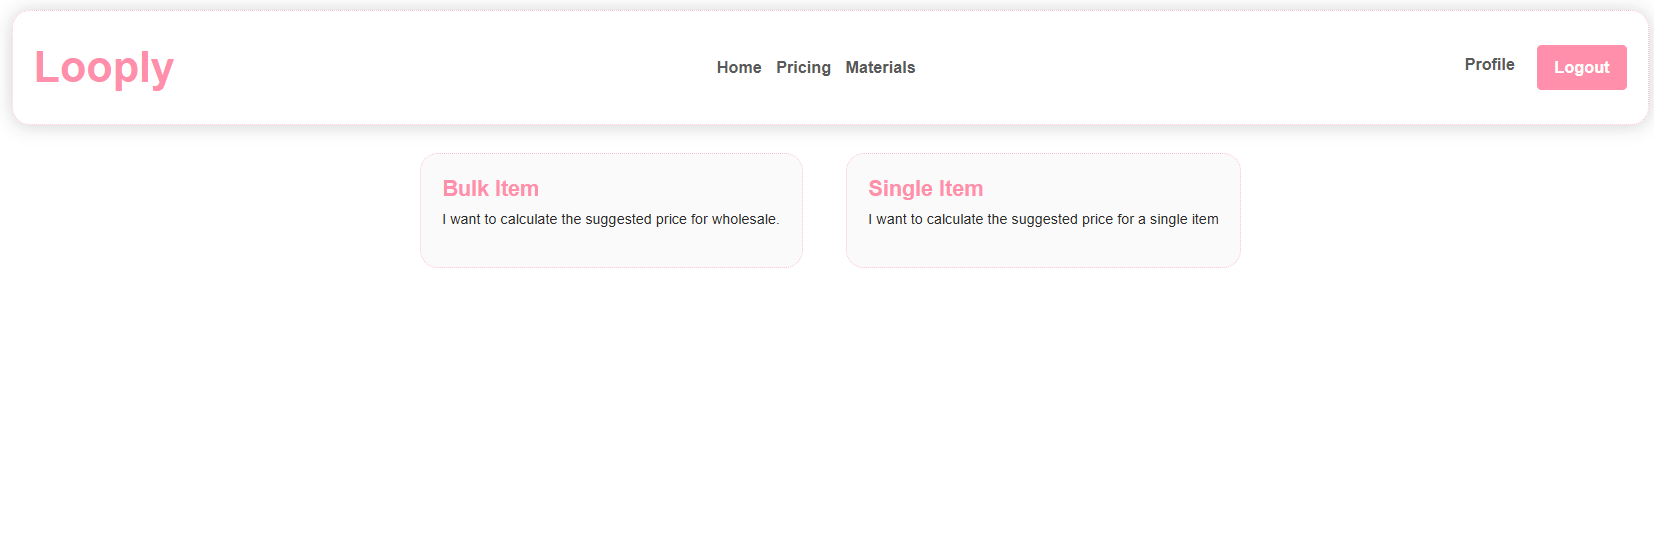 Looply
Home Pricing Materials
Profile
Logout
Bulk Item
I want to calculate the suggested price for wholesale.
Single Item
I want to calculate the suggested price for a single item